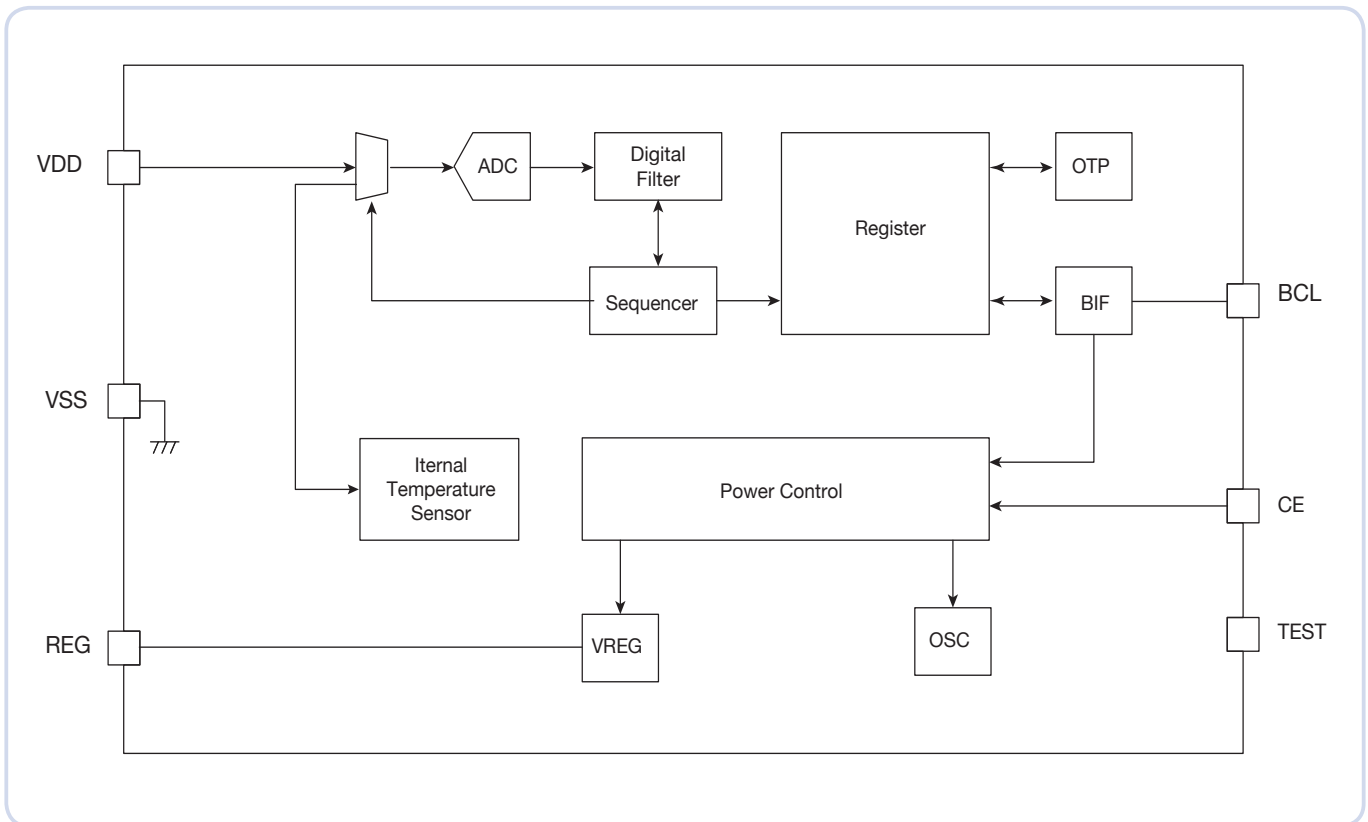 VDD
ADC
Digital
Filter
Register
OTP
Sequencer
BIF
BCL
VSS
Iternal
Temperature
Sensor
Power Control
CE
REG
VREG
OSC
TEST